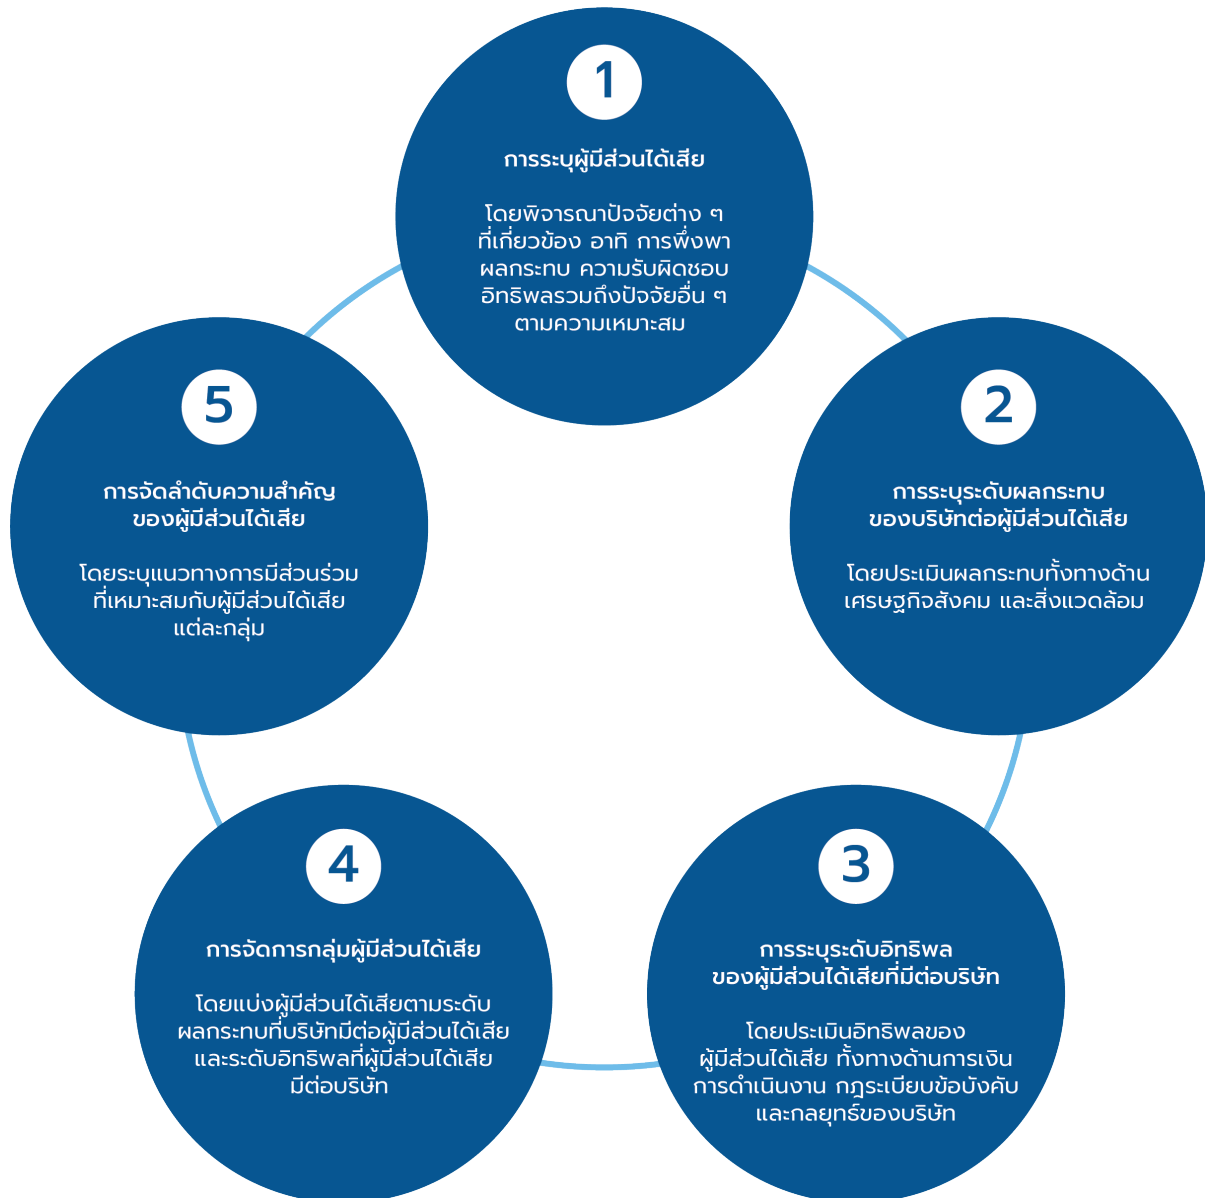 1
การระบุผู้มีส่วนได้เสีย
โดยพิจารณาปัจจัยต่าง ๆ
ที่เกี่ยวข้อง อาทิ การพึ่งพา
ผลกระทบ ความรับผิดชอบ
อิทธิพลรวมถึงปัจจัยอื่น ๆ
ตามความเหมาะสม
2
การระบุระดับผลกระทบ
ของบริษัทต่อผู้มีส่วนได้เสีย
โดยประเมินผลกระทบทั้งทางด้าน
เศรษฐกิจสังคม และสิ่งแวดล้อม
3
การระบุระดับอิทธิพล
ของผู้มีส่วนได้เสียที่มีต่อบริษัท
โดยประเมินอิทธิพลของ
ผู้มีส่วนได้เสีย ทั้งทางด้านการเงิน
การดำเนินงาน กฎระเบียบข้อบังคับ
และกลยุทธ์ของบริษัท
4
การจัดการกลุ่มผู้มีส่วนได้เสีย
โดยแบ่งผู้มีส่วนได้เสียตามระดับ
ผลกระทบที่บริษัทมีต่อผู้มีส่วนได้เสีย
และระดับอิทธิพลที่ผู้มีส่วนได้เสีย
มีต่อบริษัท
5
การจัดลำดับความสำคัญ
ของผู้มีส่วนได้เสีย
โดยระบุแนวทางการมีส่วนร่วม
ที่เหมาะสมกับผู้มีส่วนได้เสีย
แต่ละกลุ่ม